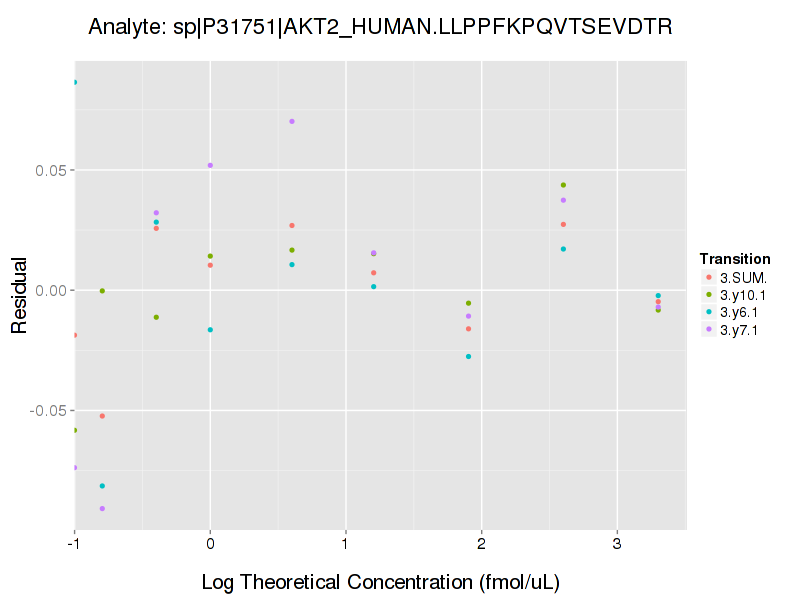 Analyte: sp|P31751|AKT2_HUMAN.LLPPFKPQVTSEVDTR
Residual
0.05
0.00
-0.05
-1
0
1
2
3
Log Theoretical Concentration (fmol/uL)
Transition
3.SUM.
3.y10.1
3.y6.1
3.y7.1